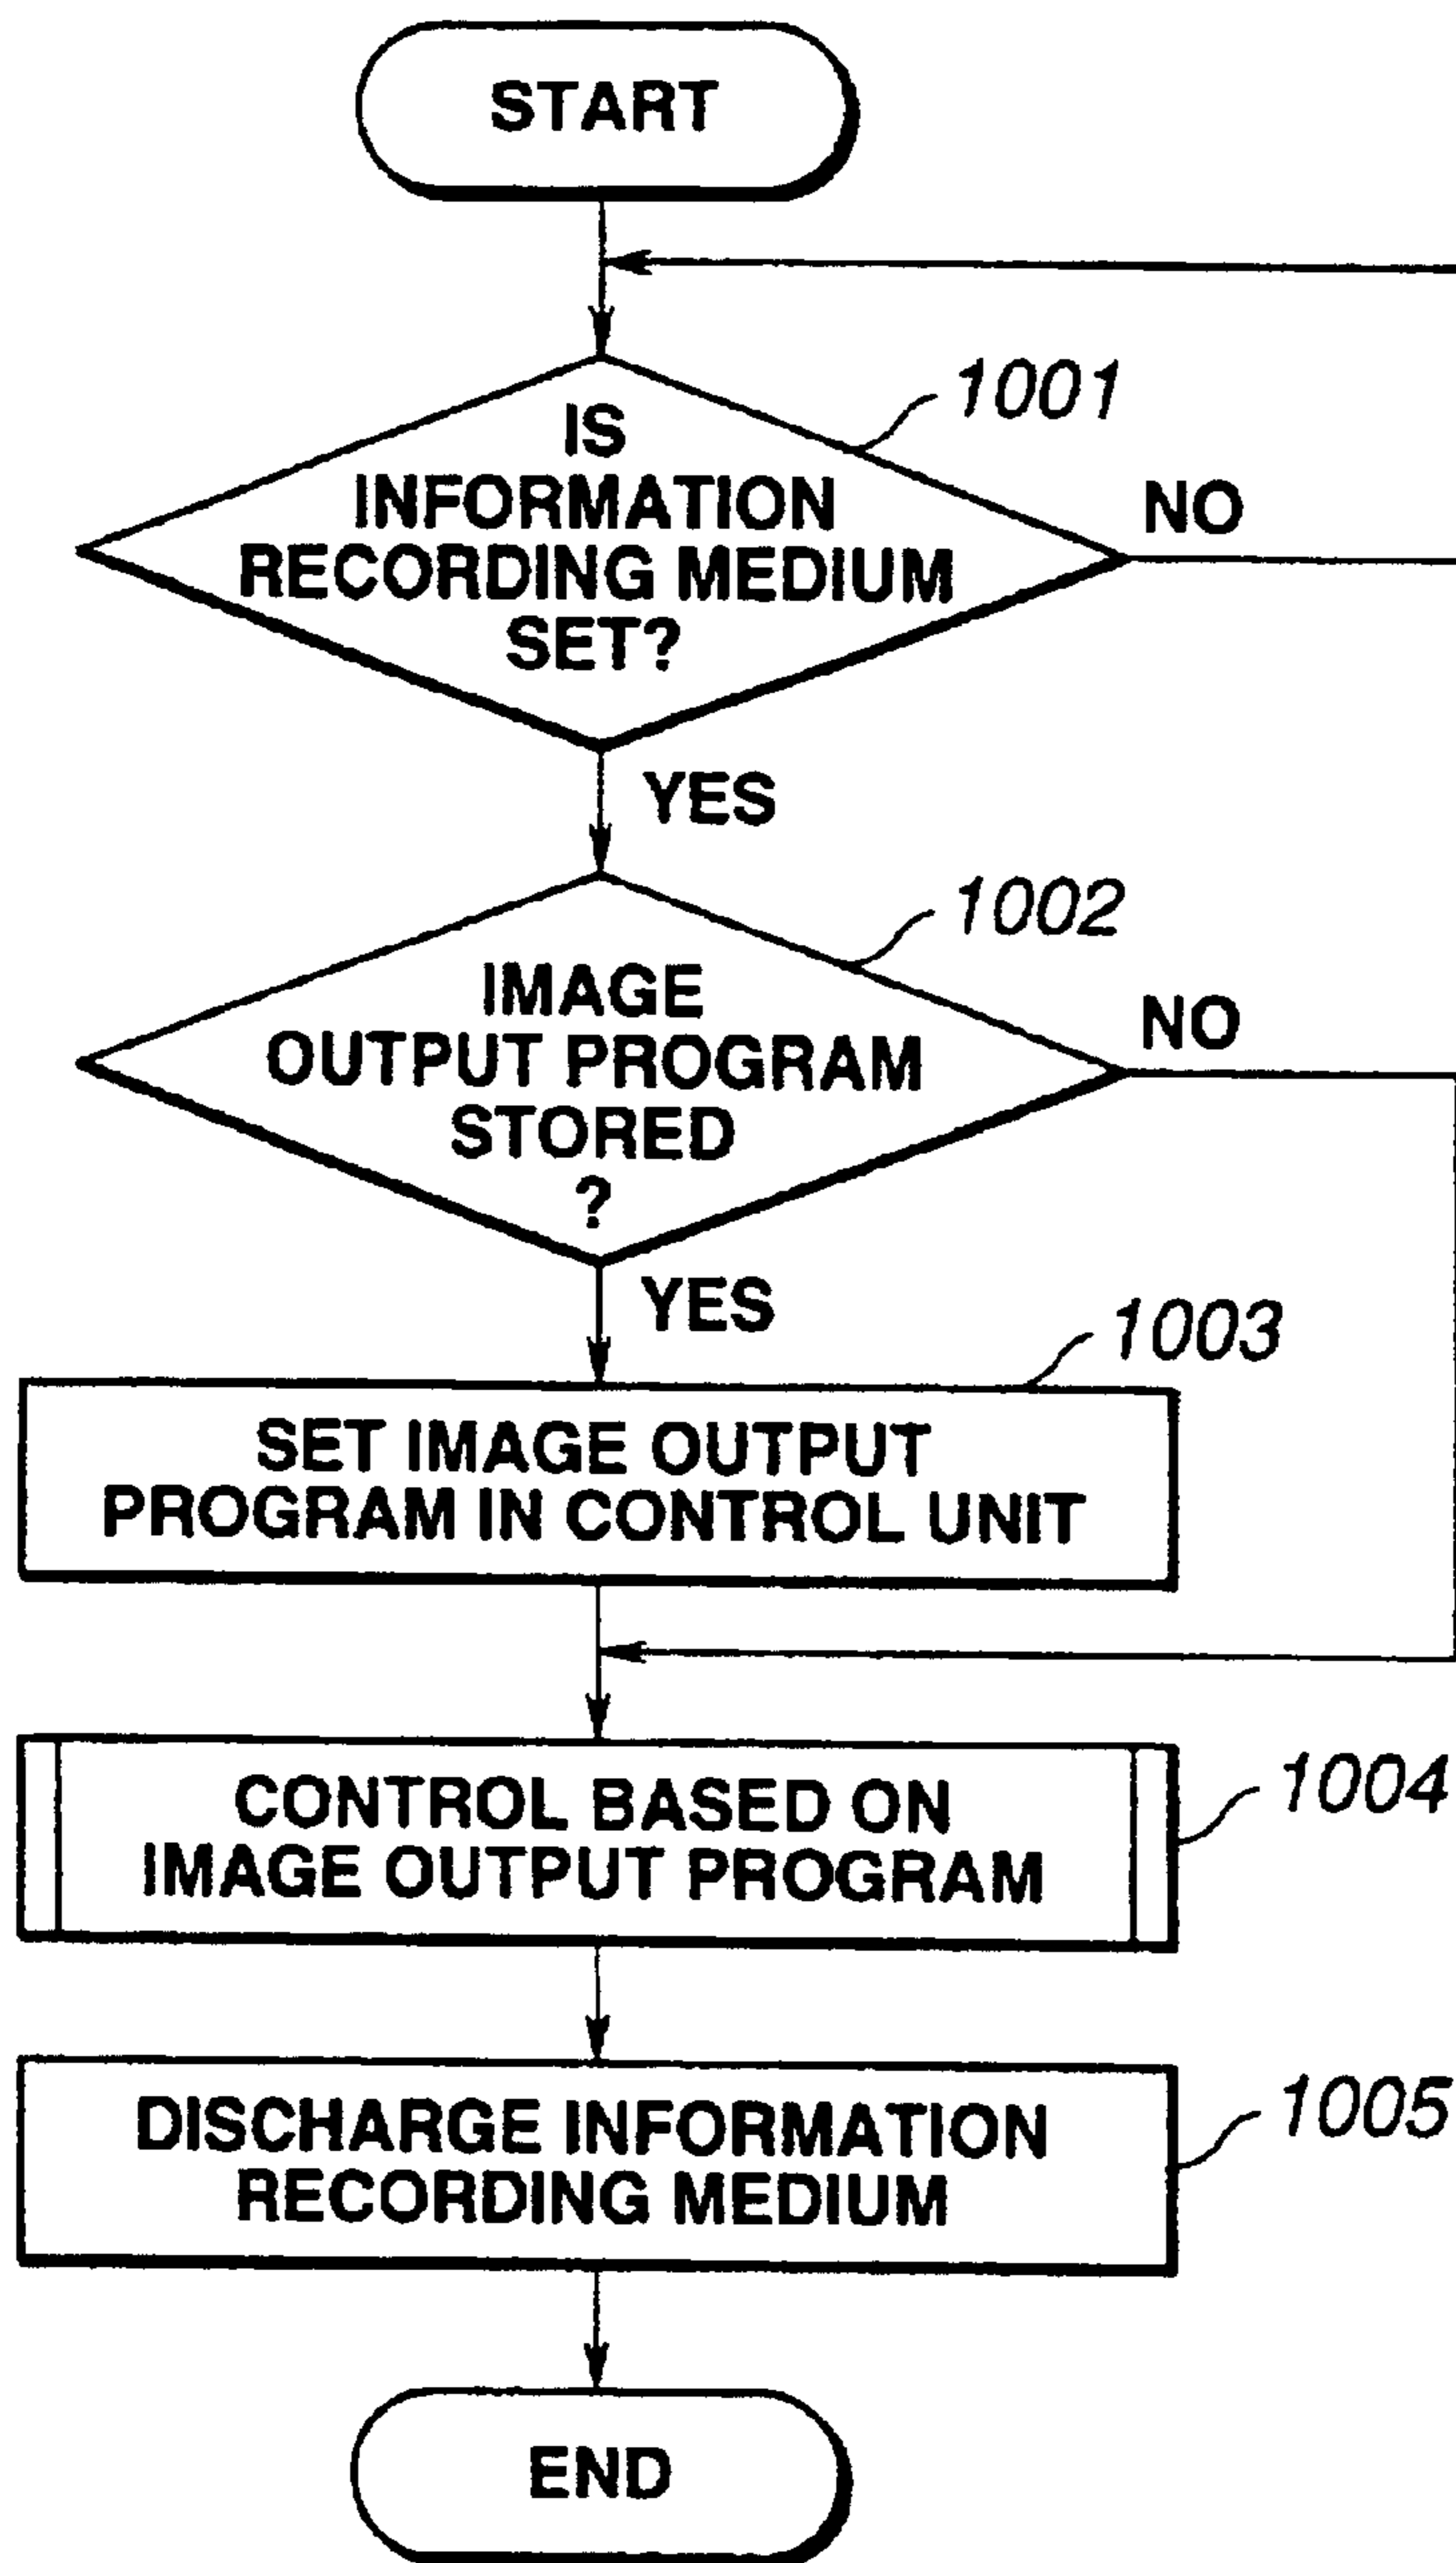 START
1001
IS
INFORMATION
RECORDING MEDIUM
SET?
NO
YES
1002
IMAGE
OUTPUT PROGRAM
STORED
?
NO
YES
1003
SET IMAGE OUTPUT
PROGRAM IN CONTROL UNIT
CONTROL BASED ON
IMAGE OUTPUT PROGRAM
1004
DISCHARGE INFORMATION
RECORDING MEDIUM
1005
END